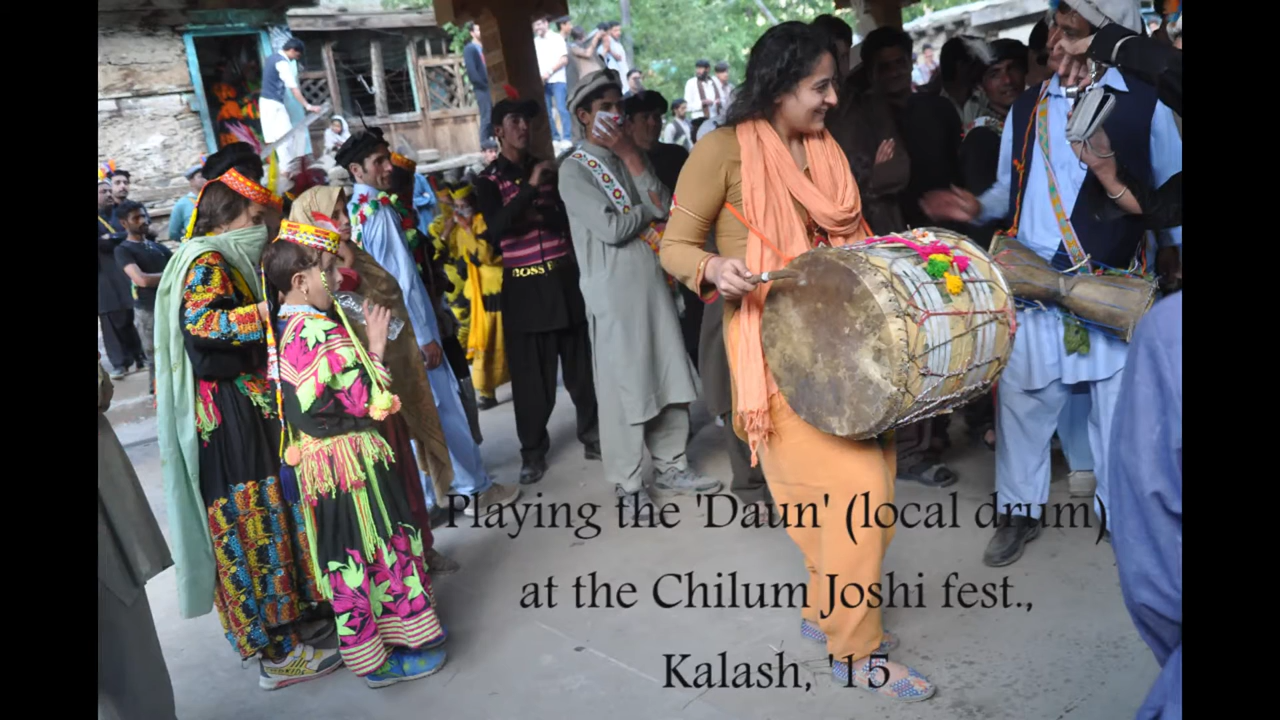 BOSS
Playing the 'Daun' (local drum)
at the Chilum Joshi fest.,
Kalash, '15